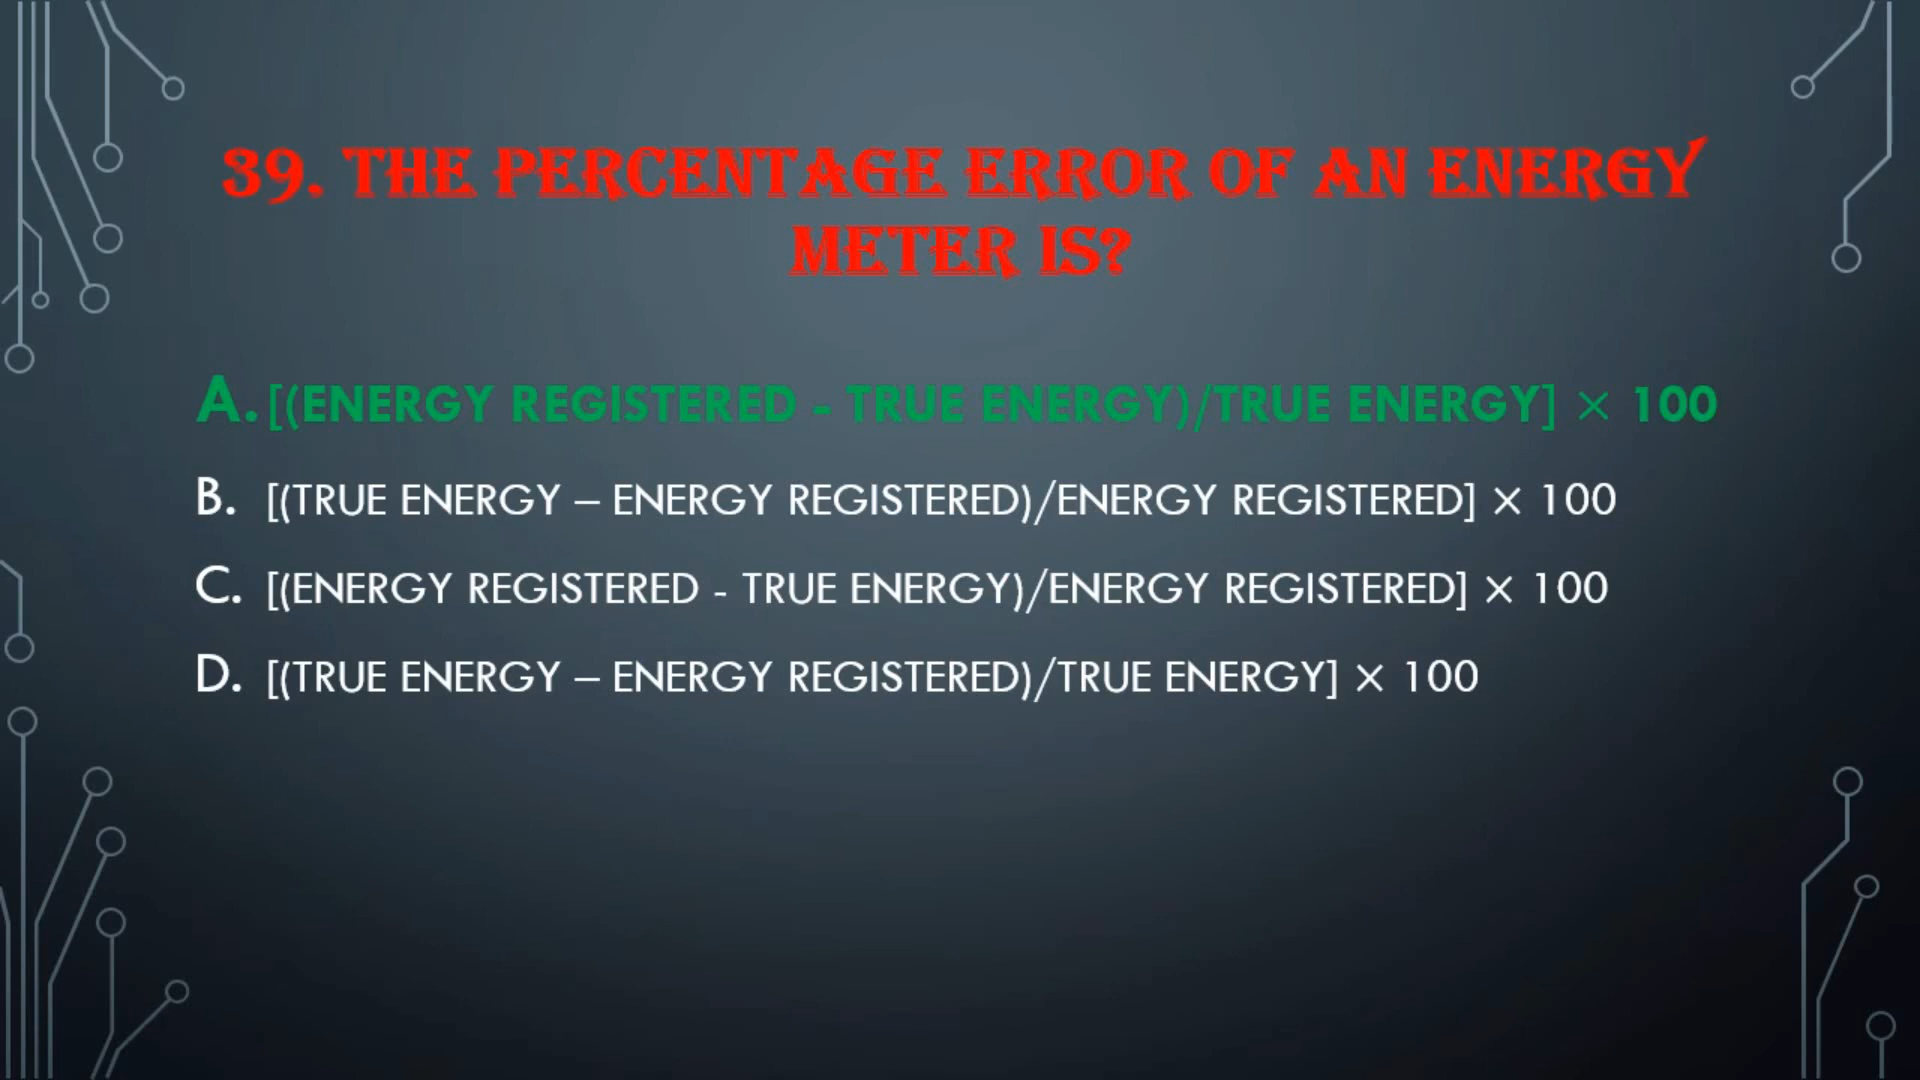 39. THE PERCENTAGE ERROR OF AN ENERGY
METER IS?
A. [(ENERGY REGISTERED - TRUE ENERGY)/TRUE ENERGY] × 100
B. [(TRUE ENERGY – ENERGY REGISTERED)/ENERGY REGISTERED] × 100
C. [(ENERGY REGISTERED - TRUE ENERGY)/ENERGY REGISTERED] × 100
D. [(TRUE ENERGY – ENERGY REGISTERED)/TRUE ENERGY] × 100